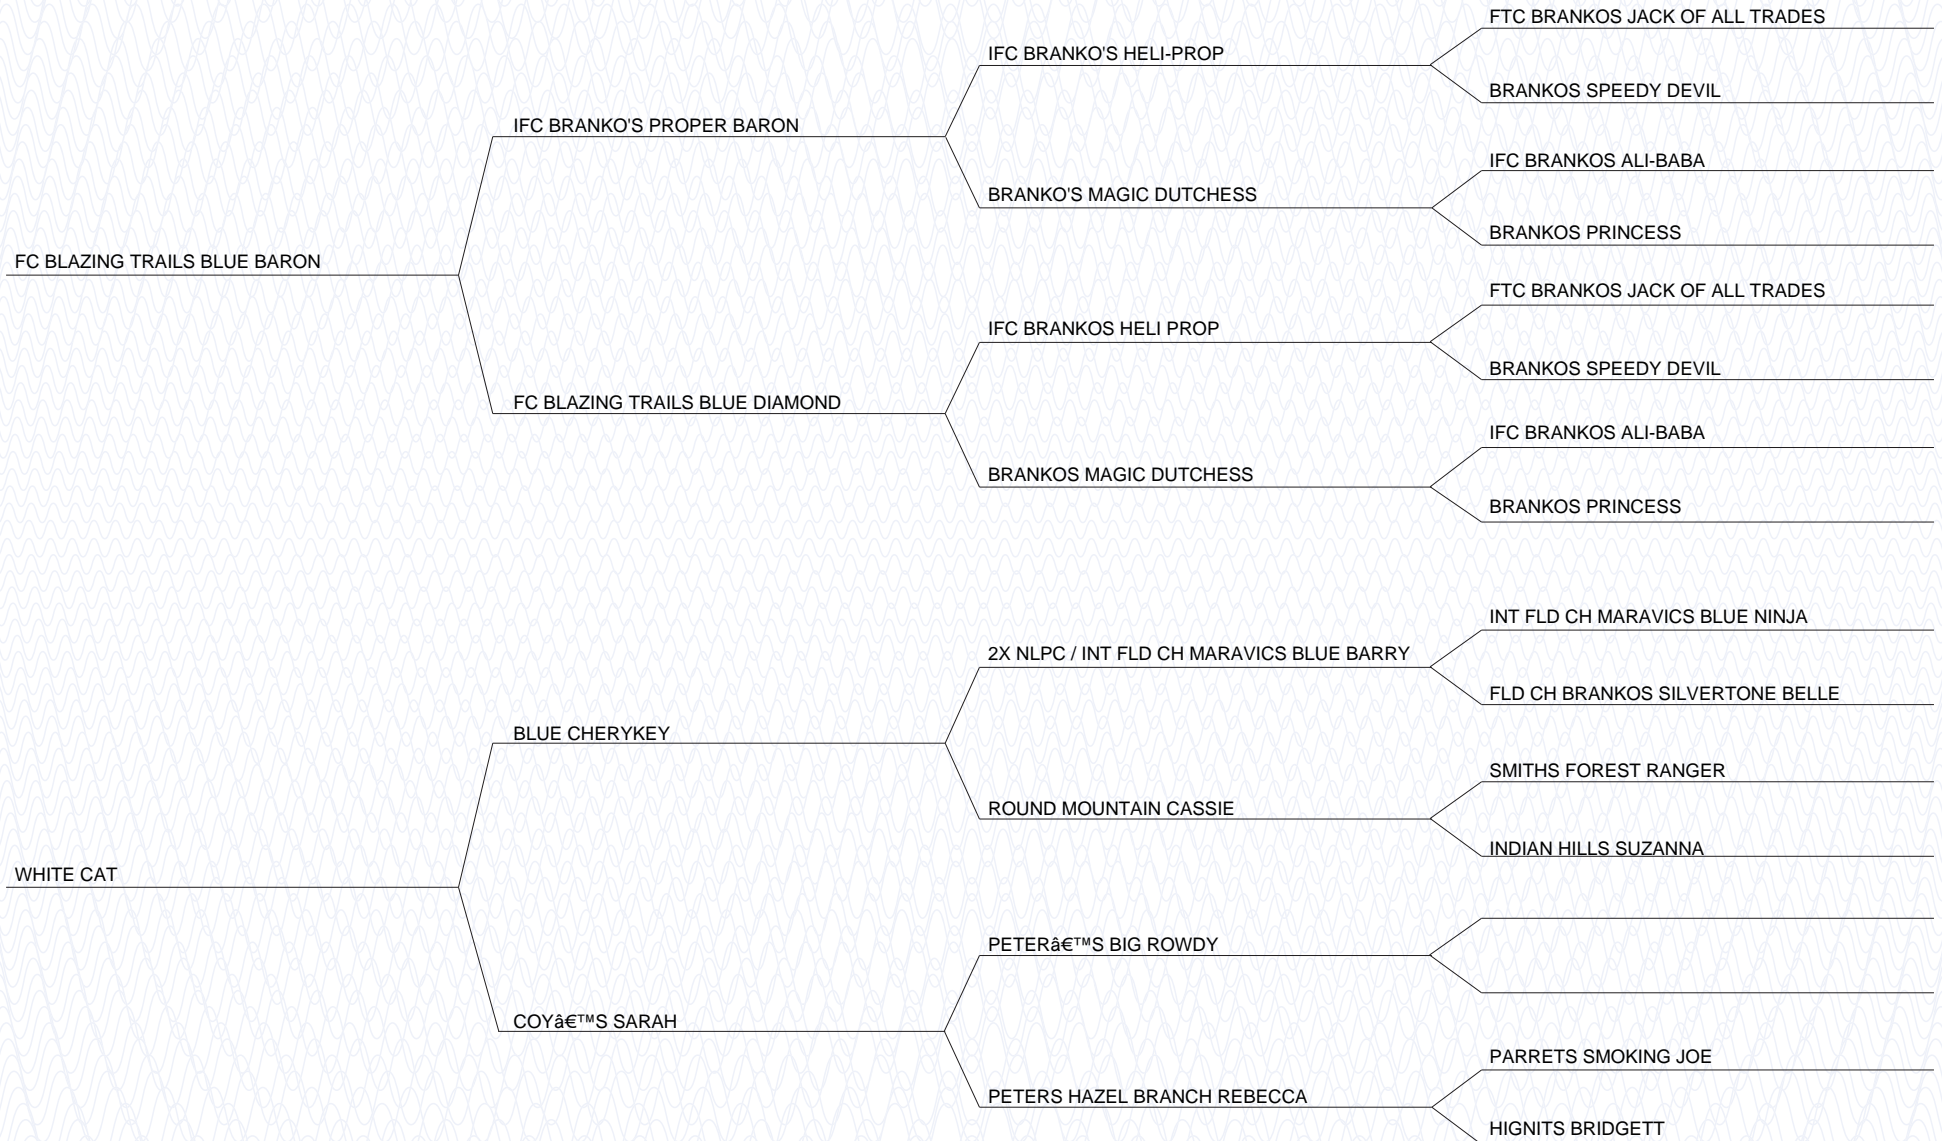 FTC BRANKOS JACK OF ALL TRADES
IFC BRANKO'S HELI-PROP
BRANKOS SPEEDY DEVIL
IFC BRANKO'S PROPER BARON
IFC BRANKOS ALI-BABA
BRANKO'S MAGIC DUTCHESS
BRANKOS PRINCESS
FC BLAZING TRAILS BLUE BARON
FTC BRANKOS JACK OF ALL TRADES
IFC BRANKOS HELI PROP
BRANKOS SPEEDY DEVIL
FC BLAZING TRAILS BLUE DIAMOND
IFC BRANKOS ALI-BABA
BRANKOS MAGIC DUTCHESS
BRANKOS PRINCESS
INT FLD CH MARAVICS BLUE NINJA
2X NLPC / INT FLD CH MARAVICS BLUE BARRY
FLD CH BRANKOS SILVERTONE BELLE
BLUE CHERYKEY
SMITHS FOREST RANGER
ROUND MOUNTAIN CASSIE
INDIAN HILLS SUZANNA
WHITE CAT
PETER’S BIG ROWDY
COY’S SARAH
PARRETS SMOKING JOE
PETERS HAZEL BRANCH REBECCA
HIGNITS BRIDGETT